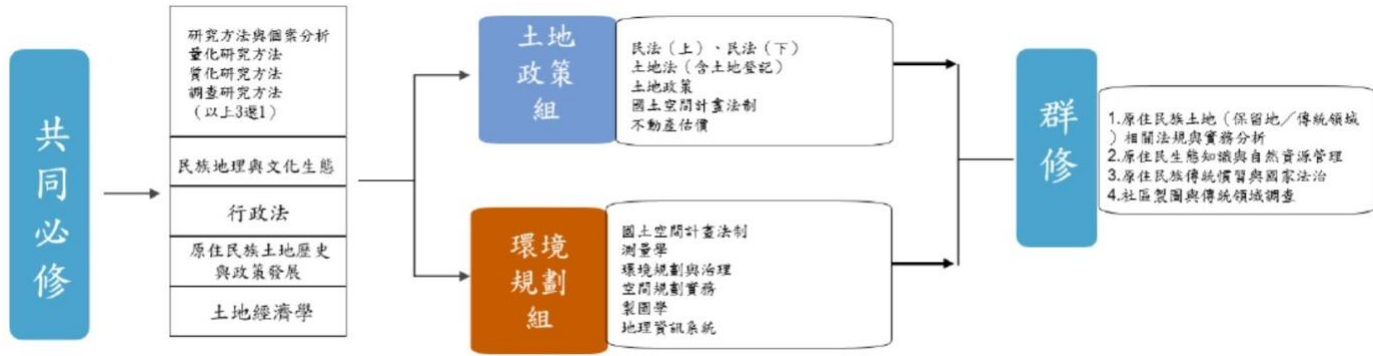 共同必修
研究方法與個案分析
量化研究方法
質化研究方法
調查研究方法
（以上3選1）
民族地理與文化生態
行政法
原住民族土地歷史
與政策發展
土地經濟學
土地
政策
組
民法（上）、民法（下）
土地法（含土地登記）
土地政策
國土空間計畫法制
不動產估價
環境
規劃
組
國土空間計畫法制
測量學
環境規劃與治理
空間規劃實務
製圖學
地理資訊系統
群修
1.原住民族土地（保留地／傳統領域
）相關法規與實務分析
2.原住民生態知識與自然資源管理
3.原住民族傳統慣習與國家法治
4.社區製圖與傳統領域調查